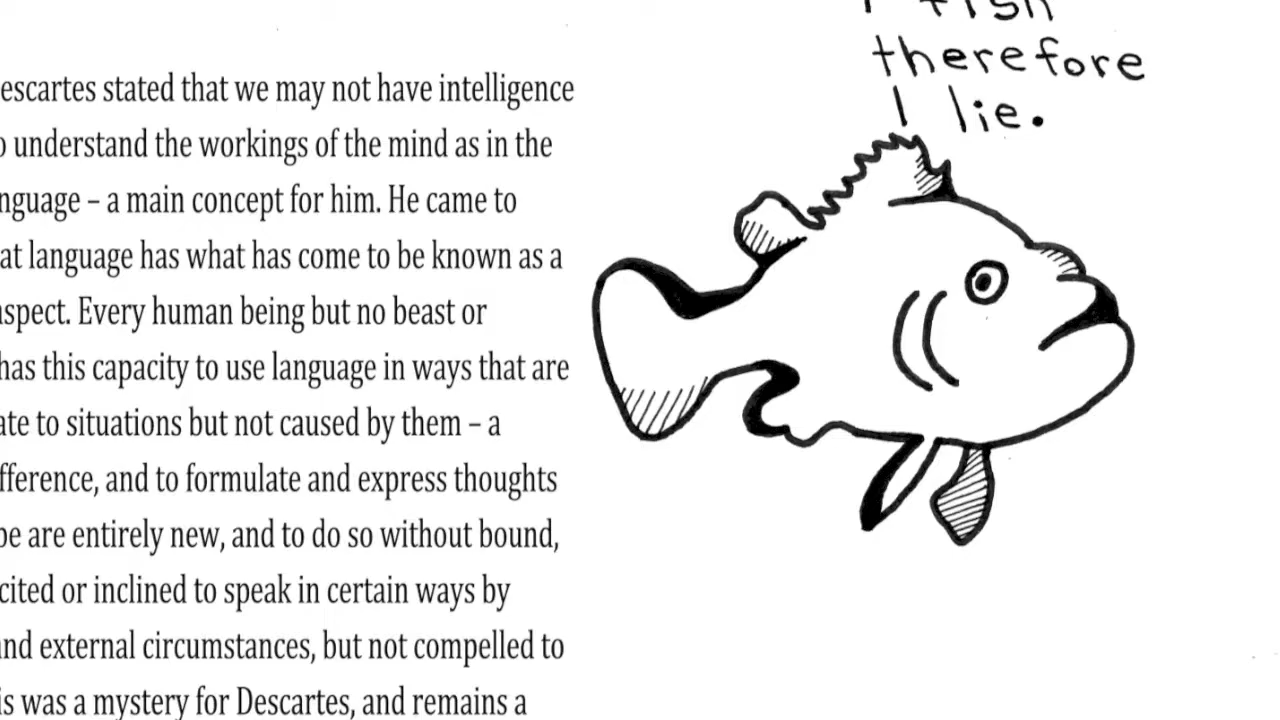 escartes stated that we may not have intelligence
o understand the workings of the mind as in the
nguage – a main concept for him. He came to
at language has what has come to be known as a
aspect. Every human being but no beast or
has this capacity to use language in ways that are
ate to situations but not caused by them – a
fference, and to formulate and express thoughts
be are entirely new, and to do so without bound,
cited or inclined to speak in certain ways by
and external circumstances, but not compelled to
is was a mystery for Descartes, and remains a
I fish
therefore
I lie.